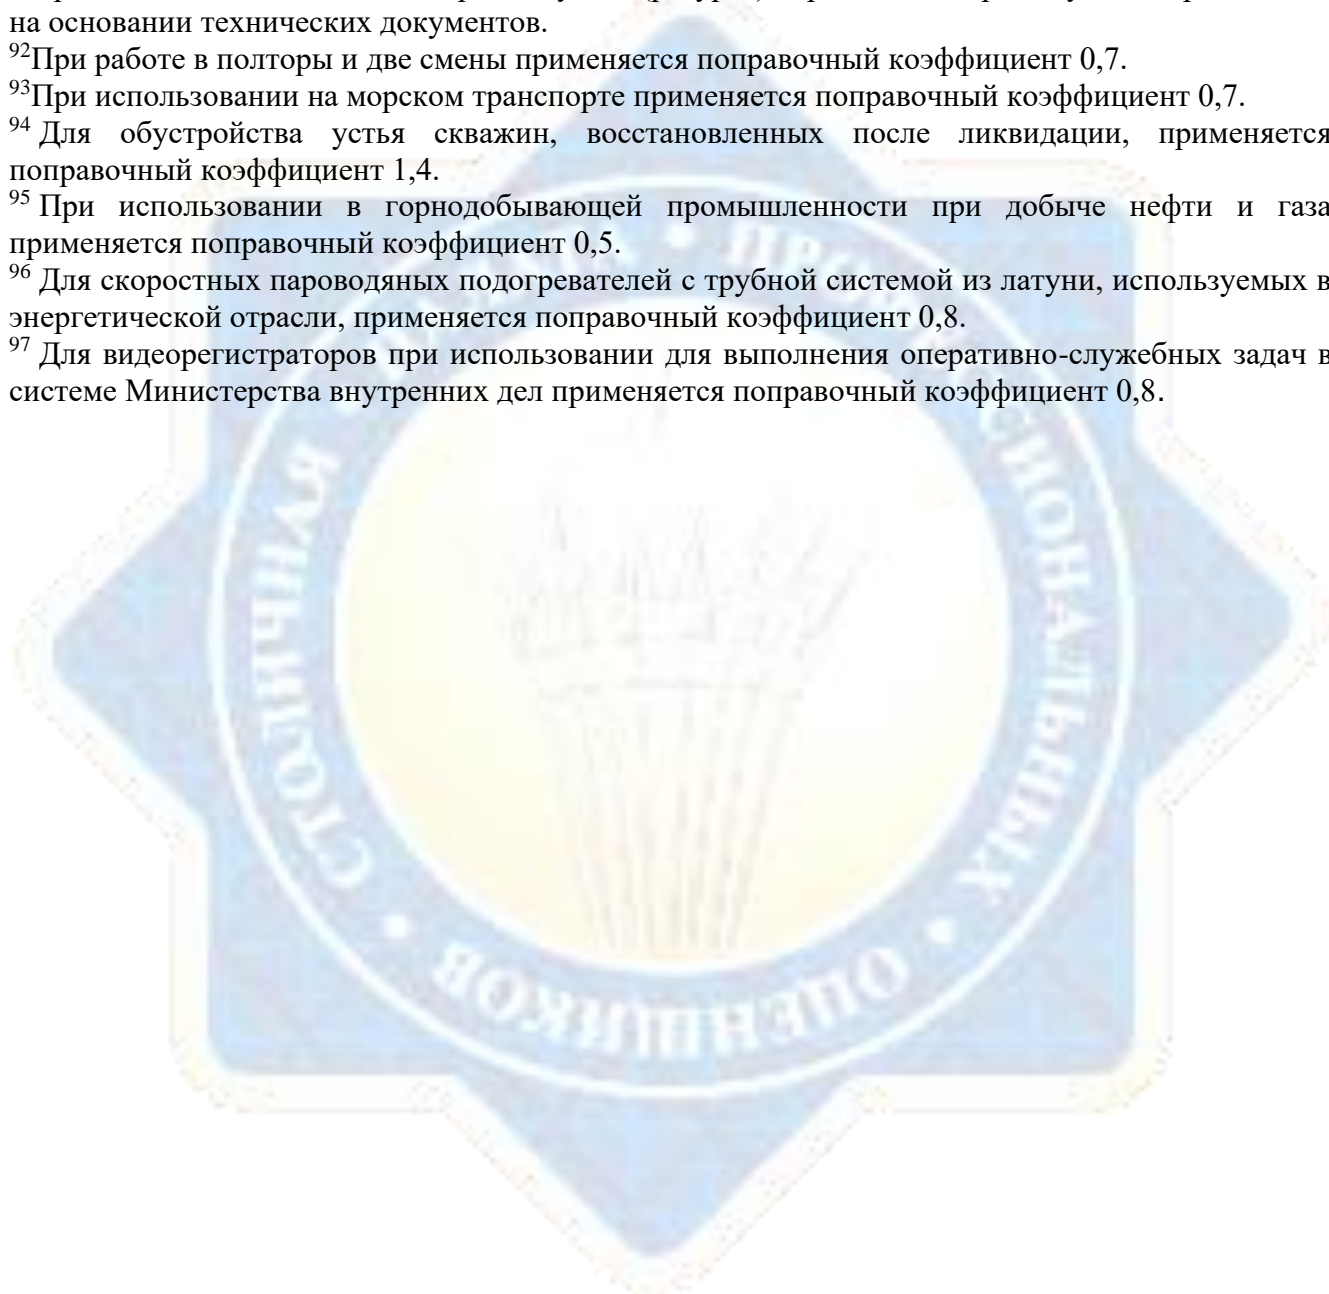 на основании технических документов.
⁹²При работе в полторы и две смены применяется поправочный коэффициент 0,7.
⁹³При использовании на морском транспорте применяется поправочный коэффициент 0,7.
⁹⁴ Для обустройства устья скважин, восстановленных после ликвидации, применяется
поправочный коэффициент 1,4.
⁹⁵ При использовании в горнодобывающей промышленности при добыче нефти и газа
применяется поправочный коэффициент 0,5.
⁹⁶ Для скоростных пароводяных подогревателей с трубной системой из латуни, используемых в
энергетической отрасли, применяется поправочный коэффициент 0,8.
⁹⁷ Для видеорегистраторов при использовании для выполнения оперативно-служебных задач в
системе Министерства внутренних дел применяется поправочный коэффициент 0,8.
ОЦЕНЩИКОВ